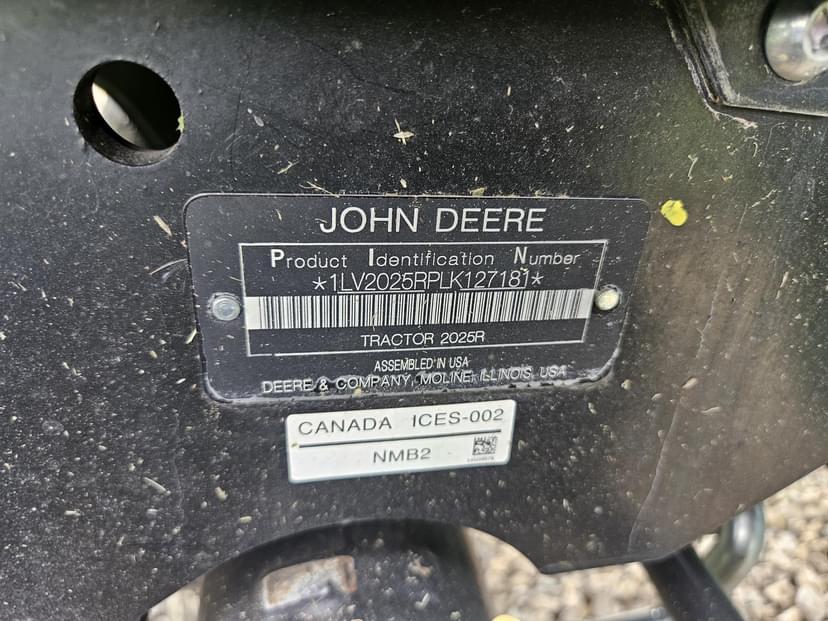 JOHN DEERE
Product Identification Number
*1LV2025RPLK127181*
TRACTOR 2025R
ASSEMBLED IN USA
DEERE & COMPANY, MOLINE, ILLINOIS, USA
CANADA ICES-002
NMB2